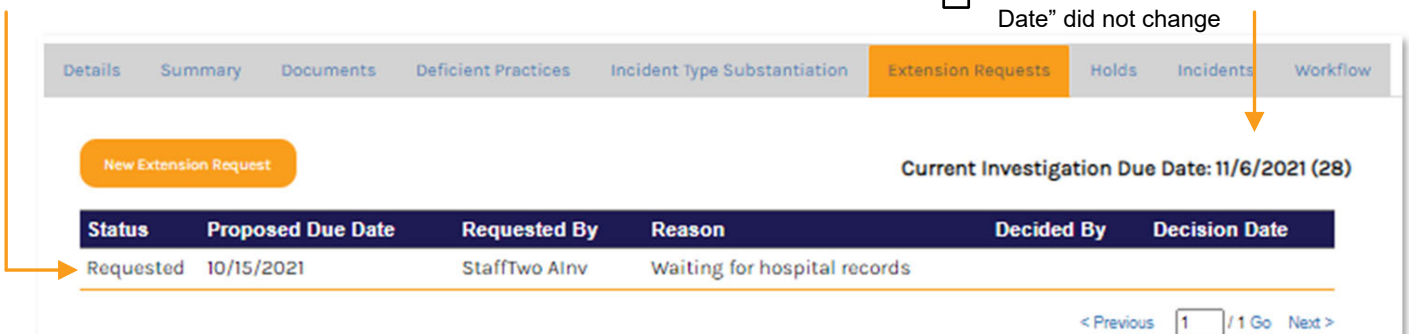 Date” did not change
Details Summary Documents Deficient Practices Incident Type Substantiation Extension Requests Holds Incidents Workflow
New Extension Request
Current Investigation Due Date: 11/6/2021 (28)
Status Proposed Due Date Requested By Reason Decided By Decision Date
Requested 10/15/2021 StaffTwo AInv Waiting for hospital records
< Previous 1 / 1 Go Next >